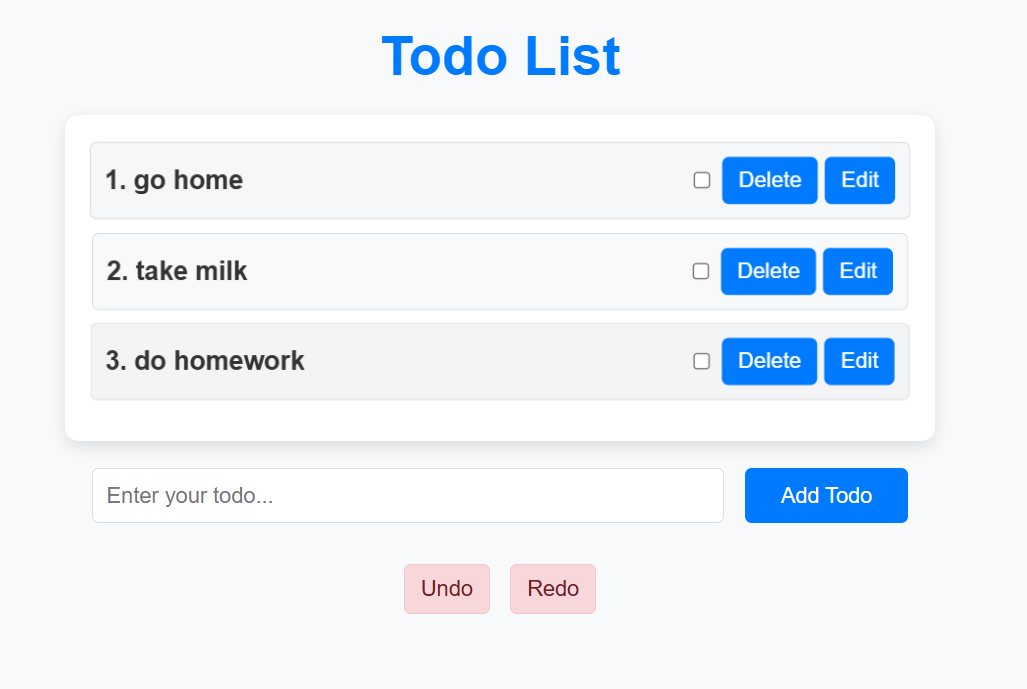 Todo List
1. go home Delete Edit
2. take milk Delete Edit
3. do homework Delete Edit
Enter your todo... Add Todo
Undo Redo